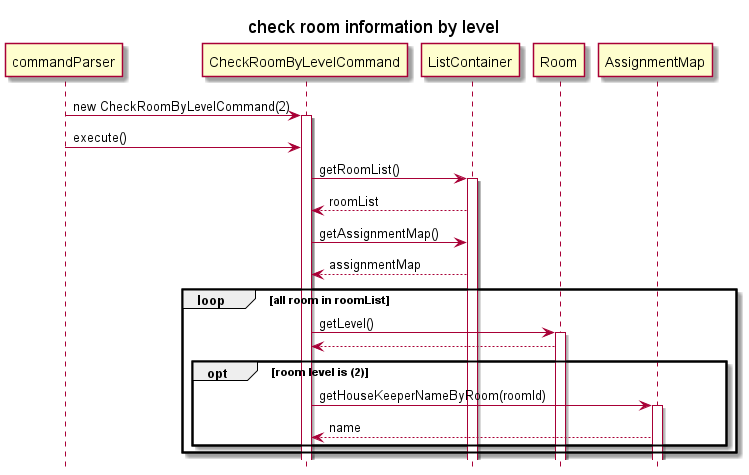 check room information by level
commandParser
CheckRoomByLevelCommand
ListContainer
Room
AssignmentMap
new CheckRoomByLevelCommand(2)
execute()
getRoomList()
roomList
getAssignmentMap()
assignmentMap
loop [all room in roomList]
getLevel()
opt [room level is (2)]
getHouseKeeperNameByRoom(roomId)
name